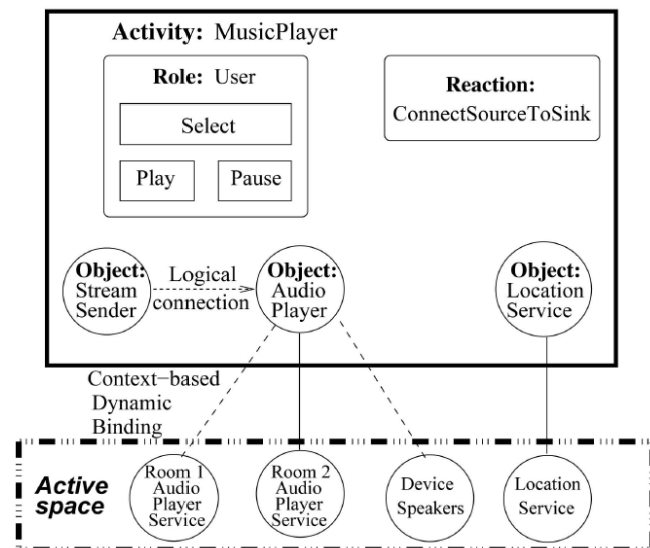 Activity: MusicPlayer
Role: User
Select
Play
Pause
Reaction:
ConnectSourceToSink
Object:
Stream
Sender
Logical
connection
Object:
Audio
Player
Object:
Location
Service
Context-based
Dynamic
Binding
Active
space
Room 1
Audio
Player
Service
Room 2
Audio
Player
Service
Device
Speakers
Location
Service